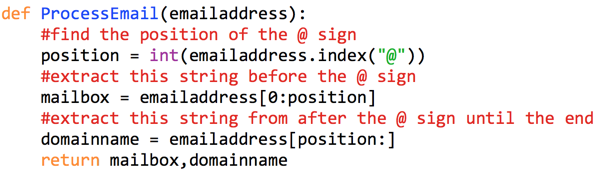 def ProcessEmail(emailaddress):
    #find the position of the @ sign
    position = int(emailaddress.index("@"))
    #extract this string before the @ sign
    mailbox = emailaddress[0:position]
    #extract this string from after the @ sign until the end
    domainname = emailaddress[position:]
    return mailbox,domainname